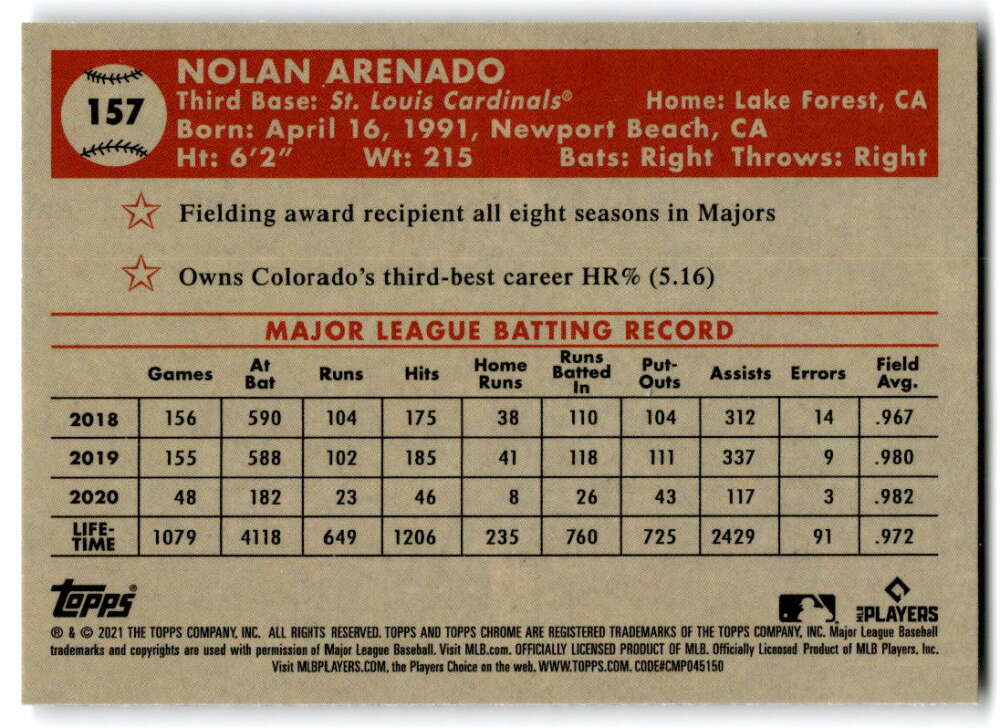 157
NOLAN ARENADO
Third Base: St. Louis Cardinals® Home: Lake Forest, CA
Born: April 16, 1991, Newport Beach, CA
Ht: 6'2" Wt: 215 Bats: Right Throws: Right
Fielding award recipient all eight seasons in Majors
Owns Colorado's third-best career HR% (5.16)
MAJOR LEAGUE BATTING RECORD
Games At Bat Runs Hits Home Runs Runs Batted In Put-Outs Assists Errors Field Avg.
2018 156 590 104 175 38 110 104 312 14 .967
2019 155 588 102 185 41 118 111 337 9 .980
2020 48 182 23 46 8 26 43 117 3 .982
LIFE-TIME 1079 4118 649 1206 235 760 725 2429 91 .972
Topps® MLB PLAYERS
® & © 2021 THE TOPPS COMPANY, INC. ALL RIGHTS RESERVED. TOPPS AND TOPPS CHROME ARE REGISTERED TRADEMARKS OF THE TOPPS COMPANY, INC. Major League Baseball
trademarks and copyrights are used with permission of Major League Baseball. Visit MLB.com. OFFICIALLY LICENSED PRODUCT OF MLB. Officially Licensed Product of MLB Players, Inc.
Visit MLBPLAYERS.COM, the Players Choice on the web. WWW.TOPPS.COM. CODE#CMP045150